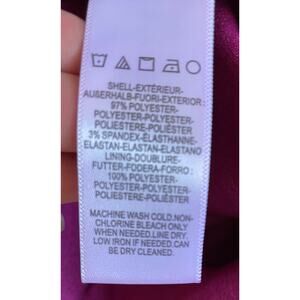 SHELL-EXTÉRIEUR-
AUßERHALB-FUORI-EXTERIOR:
97% POLYESTER-
POLYESTER-POLYESTER-
POLIESTERE-POLIÉSTER
3% SPANDEX-ÉLASTHANNE-
ELASTAN-ELASTAN-ELASTANO
LINING-DOUBLURE-
FUTTER-FODERA-FORRO:
100% POLYESTER-
POLYESTER-POLYESTER-
POLIESTERE-POLIÉSTER
MACHINE WASH COLD.NON-
CHLORINE BLEACH ONLY
WHEN NEEDED.LINE DRY.
LOW IRON IF NEEDED.CAN
BE DRY CLEANED.